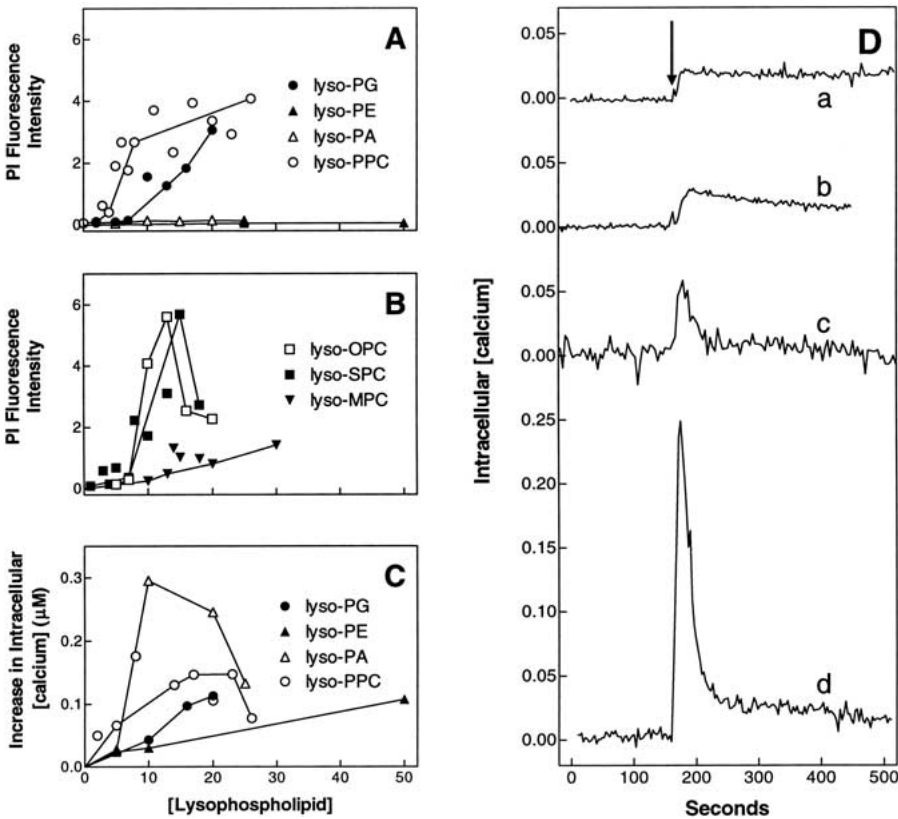 A
PI Fluorescence
Intensity
6
4
2
0
lyso-PG
lyso-PE
lyso-PA
lyso-PPC
B
PI Fluorescence
Intensity
6
4
2
0
lyso-OPC
lyso-SPC
lyso-MPC
C
Increase in Intracellular
[calcium] (μM)
0.3
0.2
0.1
0.0
lyso-PG
lyso-PE
lyso-PA
lyso-PPC
0 10 20 30 40 50
[Lysophospholipid]
D
Intracellular [calcium]
0.05
0.00
a
0.05
0.00
b
0.05
0.00
c
0.25
0.20
0.15
0.10
0.05
0.00
d
0 100 200 300 400 500
Seconds